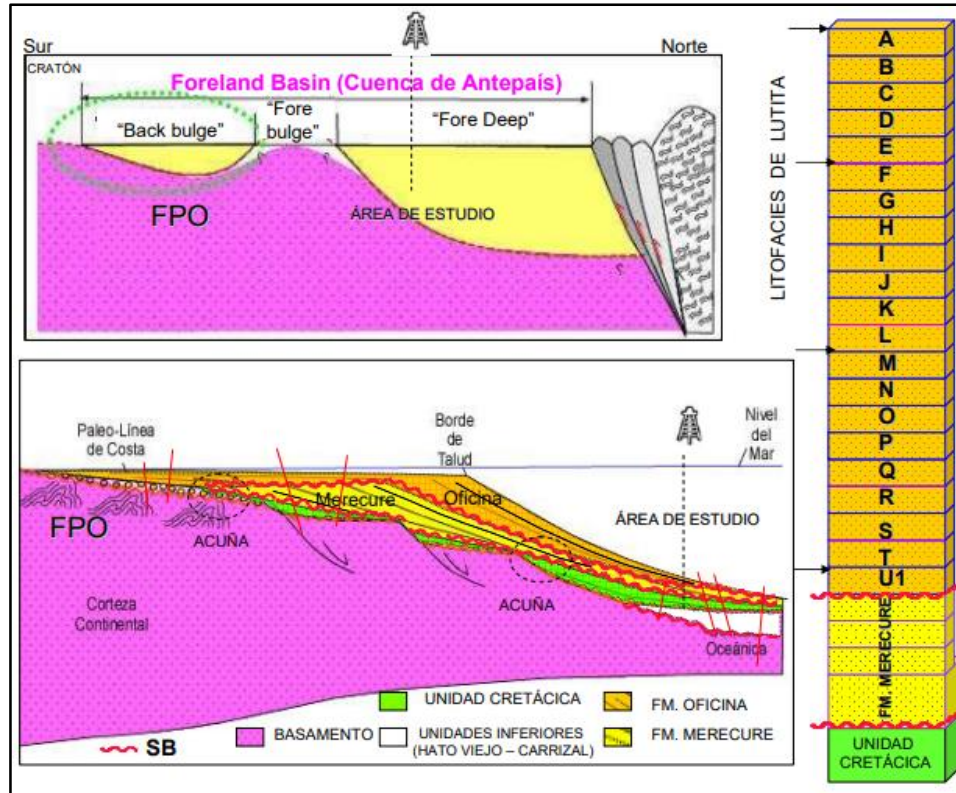 Sur
Norte
CRATÓN
Foreland Basin (Cuenca de Antepaís)
“Back bulge”
“Fore
bulge”
“Fore Deep”
FPO
ÁREA DE ESTUDIO
Paleo-Línea
de Costa
Borde
de
Talud
Nivel
del
Mar
Merecure
Oficina
FPO
ACUÑA
ÁREA DE ESTUDIO
ACUÑA
Corteza
Continental
Oceánica
UNIDAD CRETÁCICA
FM. OFICINA
SB
BASAMENTO
UNIDADES INFERIORES
(HATO VIEJO – CARRIZAL)
FM. MERECURE
LITOFACIES DE LUTITA
A
B
C
D
E
F
G
H
I
J
K
L
M
N
O
P
Q
R
S
T
U1
FM. MERECURE
UNIDAD
CRETÁCICA